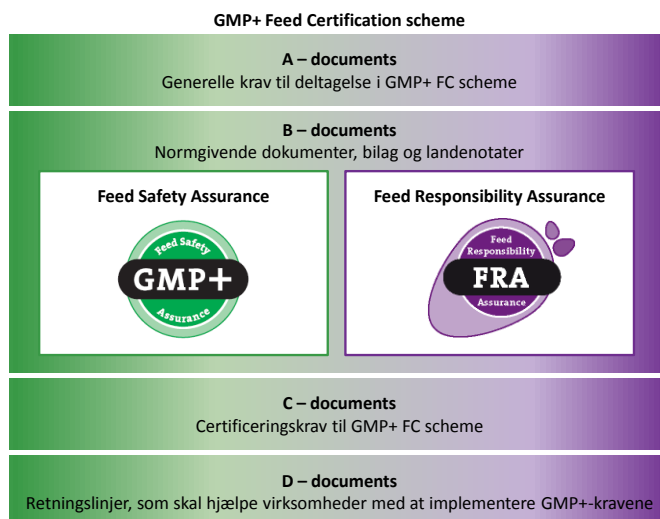 GMP+ Feed Certification scheme
A – documents
Generelle krav til deltagelse i GMP+ FC scheme
B – documents
Normgivende dokumenter, bilag og landenotater
Feed Safety Assurance
Feed Safety
GMP+
Assurance
Feed Responsibility Assurance
Feed
Responsibility
FRA
Assurance
C – documents
Certificeringskrav til GMP+ FC scheme
D – documents
Retningslinjer, som skal hjælpe virksomheder med at implementere GMP+-kravene